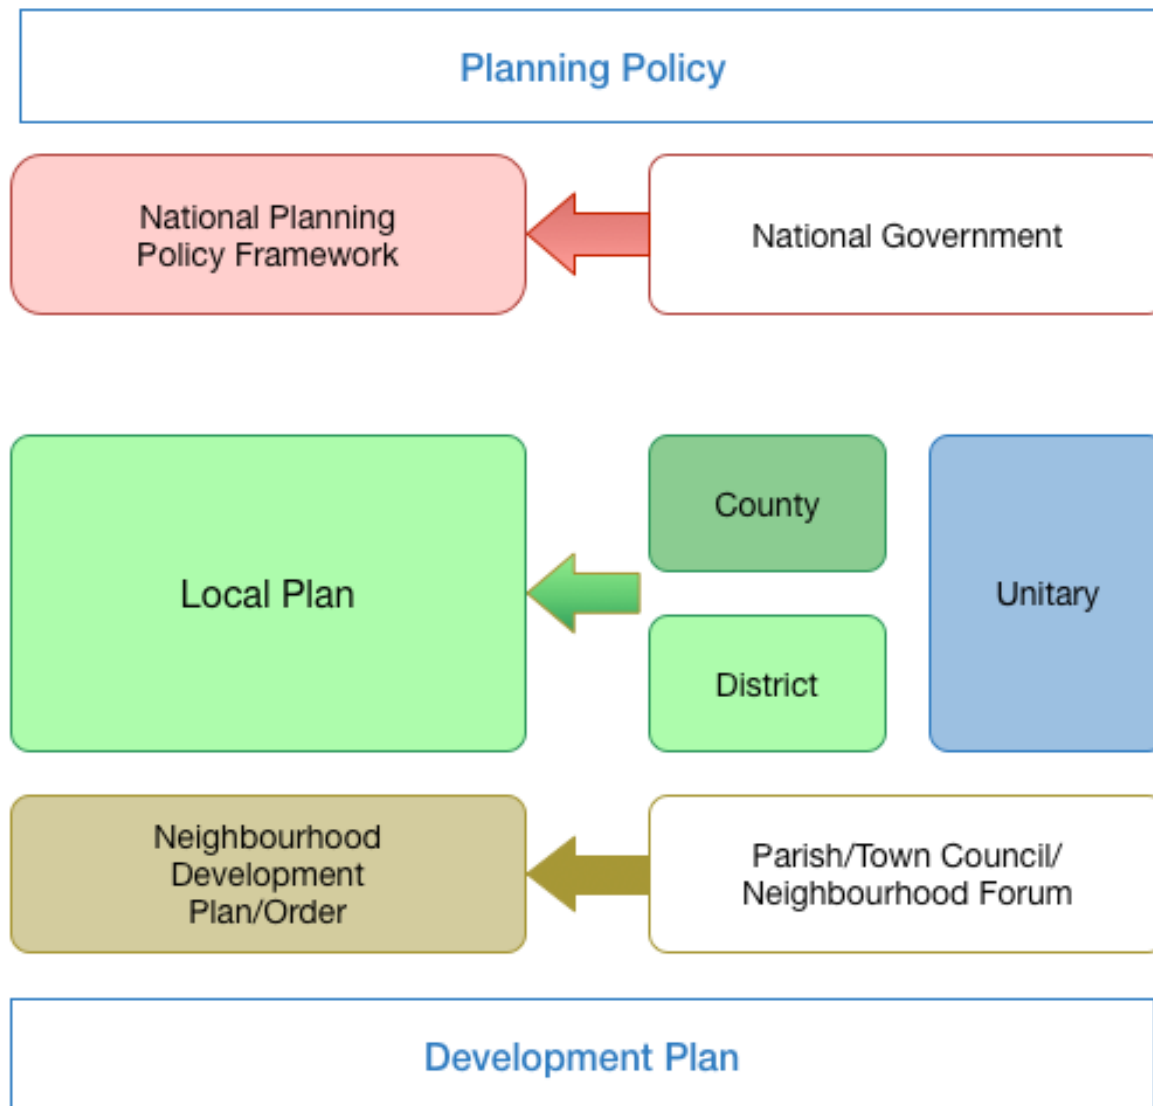 Planning Policy
National Planning
Policy Framework
National Government
Local Plan
County
District
Unitary
Neighbourhood
Development
Plan/Order
Parish/Town Council/
Neighbourhood Forum
Development Plan